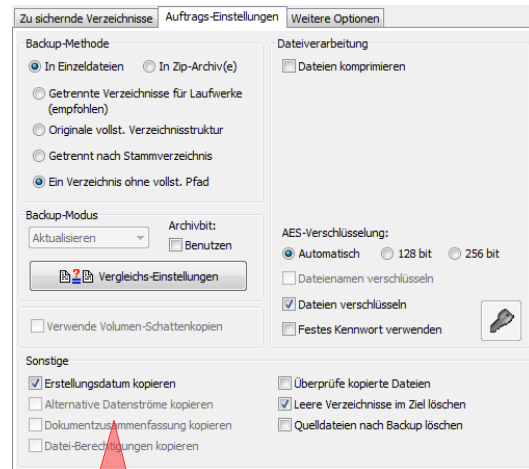 Zu sichernde Verzeichnisse Auftrags-Einstellungen Weitere Optionen
Backup-Methode
In Einzeldateien In Zip-Archiv(e)
Getrennte Verzeichnisse für Laufwerke
(empfohlen)
Originale vollst. Verzeichnisstruktur
Getrennt nach Stammverzeichnis
Ein Verzeichnis ohne vollst. Pfad
Backup-Modus
Archivbit:
Aktualisieren
Benutzen
Vergleichs-Einstellungen
Verwende Volumen-Schattenkopien
Dateiverarbeitung
Dateien komprimieren
AES-Verschlüsselung:
Automatisch 128 bit 256 bit
Dateienamen verschlüsseln
Dateien verschlüsseln
Festes Kennwort verwenden
Sonstige
Erstellungsdatum kopieren
Alternative Datenströme kopieren
Dokumentzusammenfassung kopieren
Datei-Berechtigungen kopieren
Überprüfe kopierte Dateien
Leere Verzeichnisse im Ziel löschen
Quelldateien nach Backup löschen